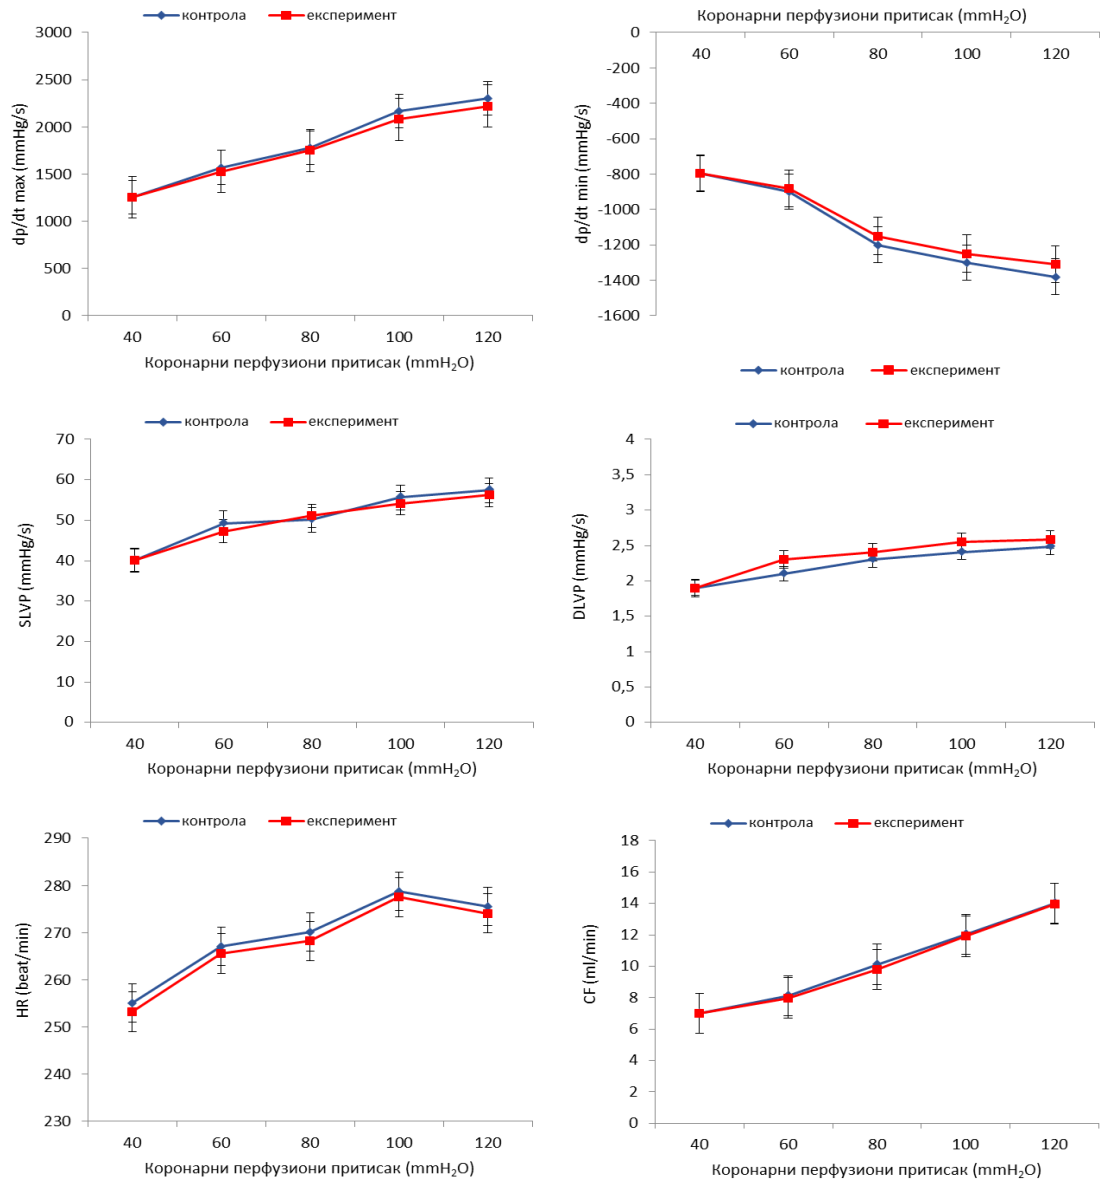 контрола експеримент
3000
2500
2000
1500
1000
500
0
dp/dt max (mmHg/s)
40 60 80 100 120
Коронарни перфузиони притисак (mmH₂O)
Коронарни перфузиони притисак (mmH₂O)
40 60 80 100 120
0
-200
-400
-600
-800
-1000
-1200
-1400
-1600
dp/dt min (mmHg/s)
контрола експеримент
контрола експеримент
70
60
50
40
30
20
10
0
SLVP (mmHg/s)
40 60 80 100 120
Коронарни перфузиони притисак (mmH₂O)
контрола експеримент
4
3,5
3
2,5
2
1,5
1
0,5
0
DLVP (mmHg/s)
40 60 80 100 120
Коронарни перфузиони притисак (mmH₂O)
контрола експеримент
290
280
270
260
250
240
230
HR (beat/min)
40 60 80 100 120
Коронарни перфузиони притисак (mmH₂O)
контрола експеримент
18
16
14
12
10
8
6
4
2
0
CF (ml/min)
40 60 80 100 120
Коронарни перфузиони притисак (mmH₂O)